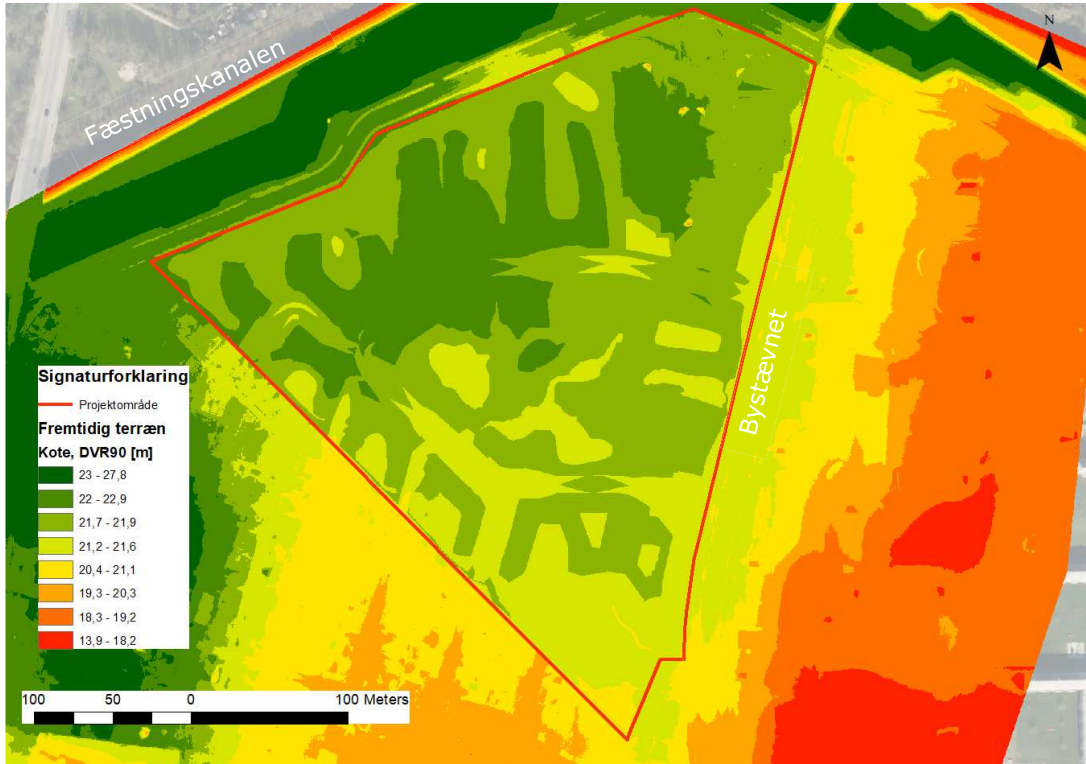 Fæstningskanalen
N
Bystævnet
Signaturforklaring
Projektområde
Fremtidig terræn
Kote, DVR90 [m]
23 - 27,8
22 - 22,9
21,7 - 21,9
21,2 - 21,6
20,4 - 21,1
19,3 - 20,3
18,3 - 19,2
13,9 - 18,2
100 50 0 100 Meters